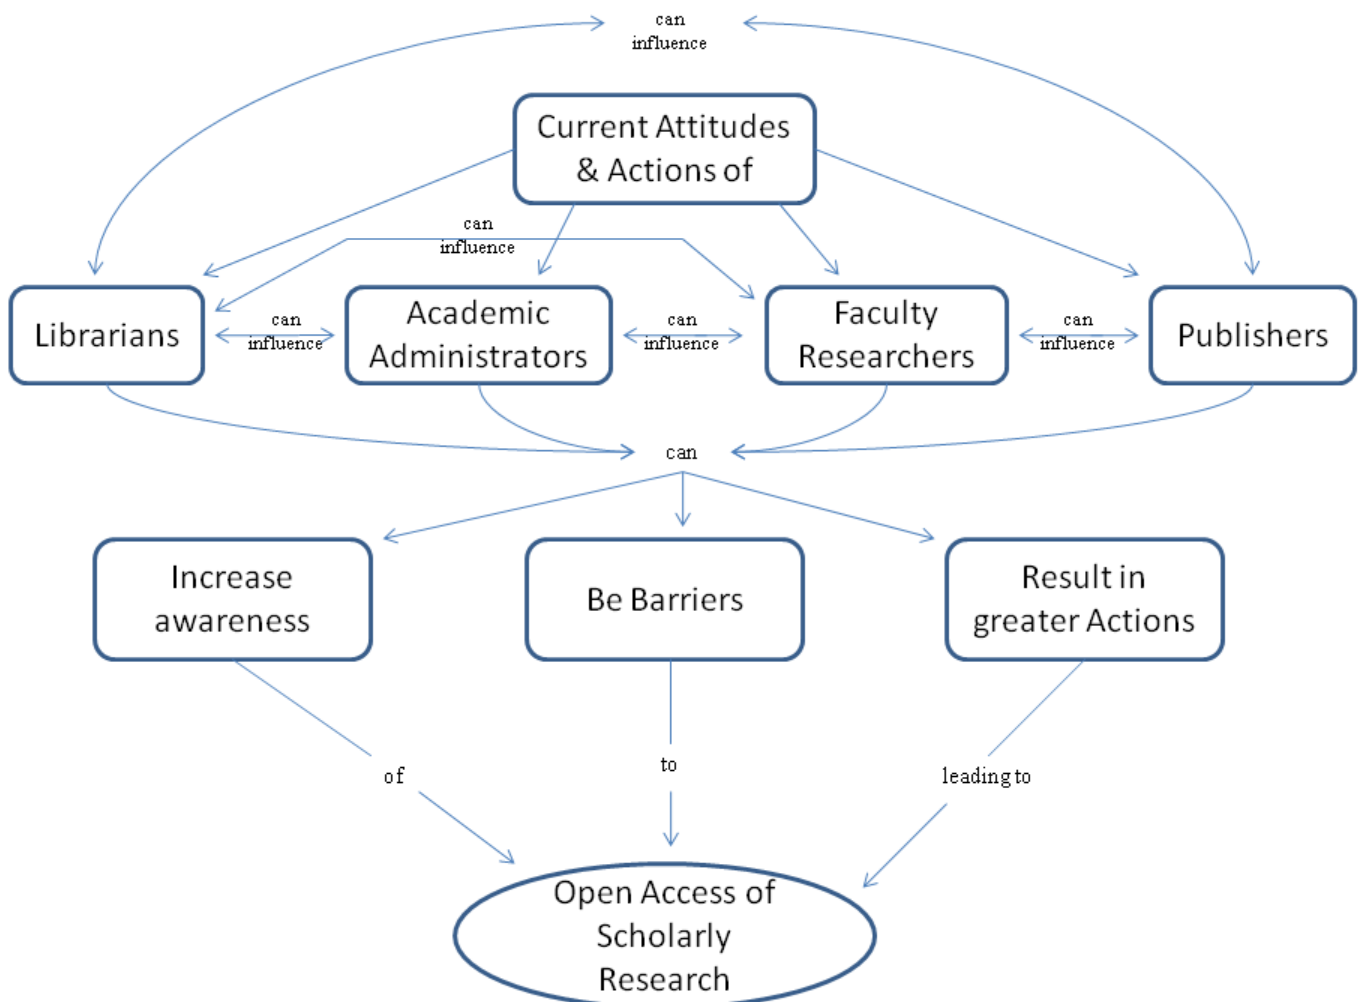 can
influence
Current Attitudes
& Actions of
can
influence
Librarians
can
influence
Academic
Administrators
can
influence
Faculty
Researchers
can
influence
Publishers
can
Increase
awareness
Be Barriers
Result in
greater Actions
of
to
leading to
Open Access of
Scholarly
Research